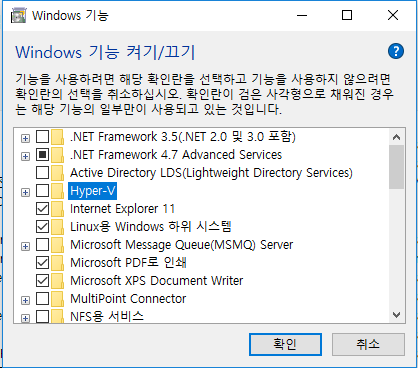 Windows 기능
Windows 기능 켜기/끄기
기능을 사용하려면 해당 확인란을 선택하고 기능을 사용하지 않으려면
확인란의 선택을 취소하십시오. 확인란이 검은 사각형으로 채워진 경우
는 해당 기능의 일부만이 사용되고 있는 것입니다.
.NET Framework 3.5(.NET 2.0 및 3.0 포함)
.NET Framework 4.7 Advanced Services
Active Directory LDS(Lightweight Directory Services)
Hyper-V
Internet Explorer 11
Linux용 Windows 하위 시스템
Microsoft Message Queue(MSMQ) Server
Microsoft PDF로 인쇄
Microsoft XPS Document Writer
MultiPoint Connector
NFS용 서비스
확인
취소